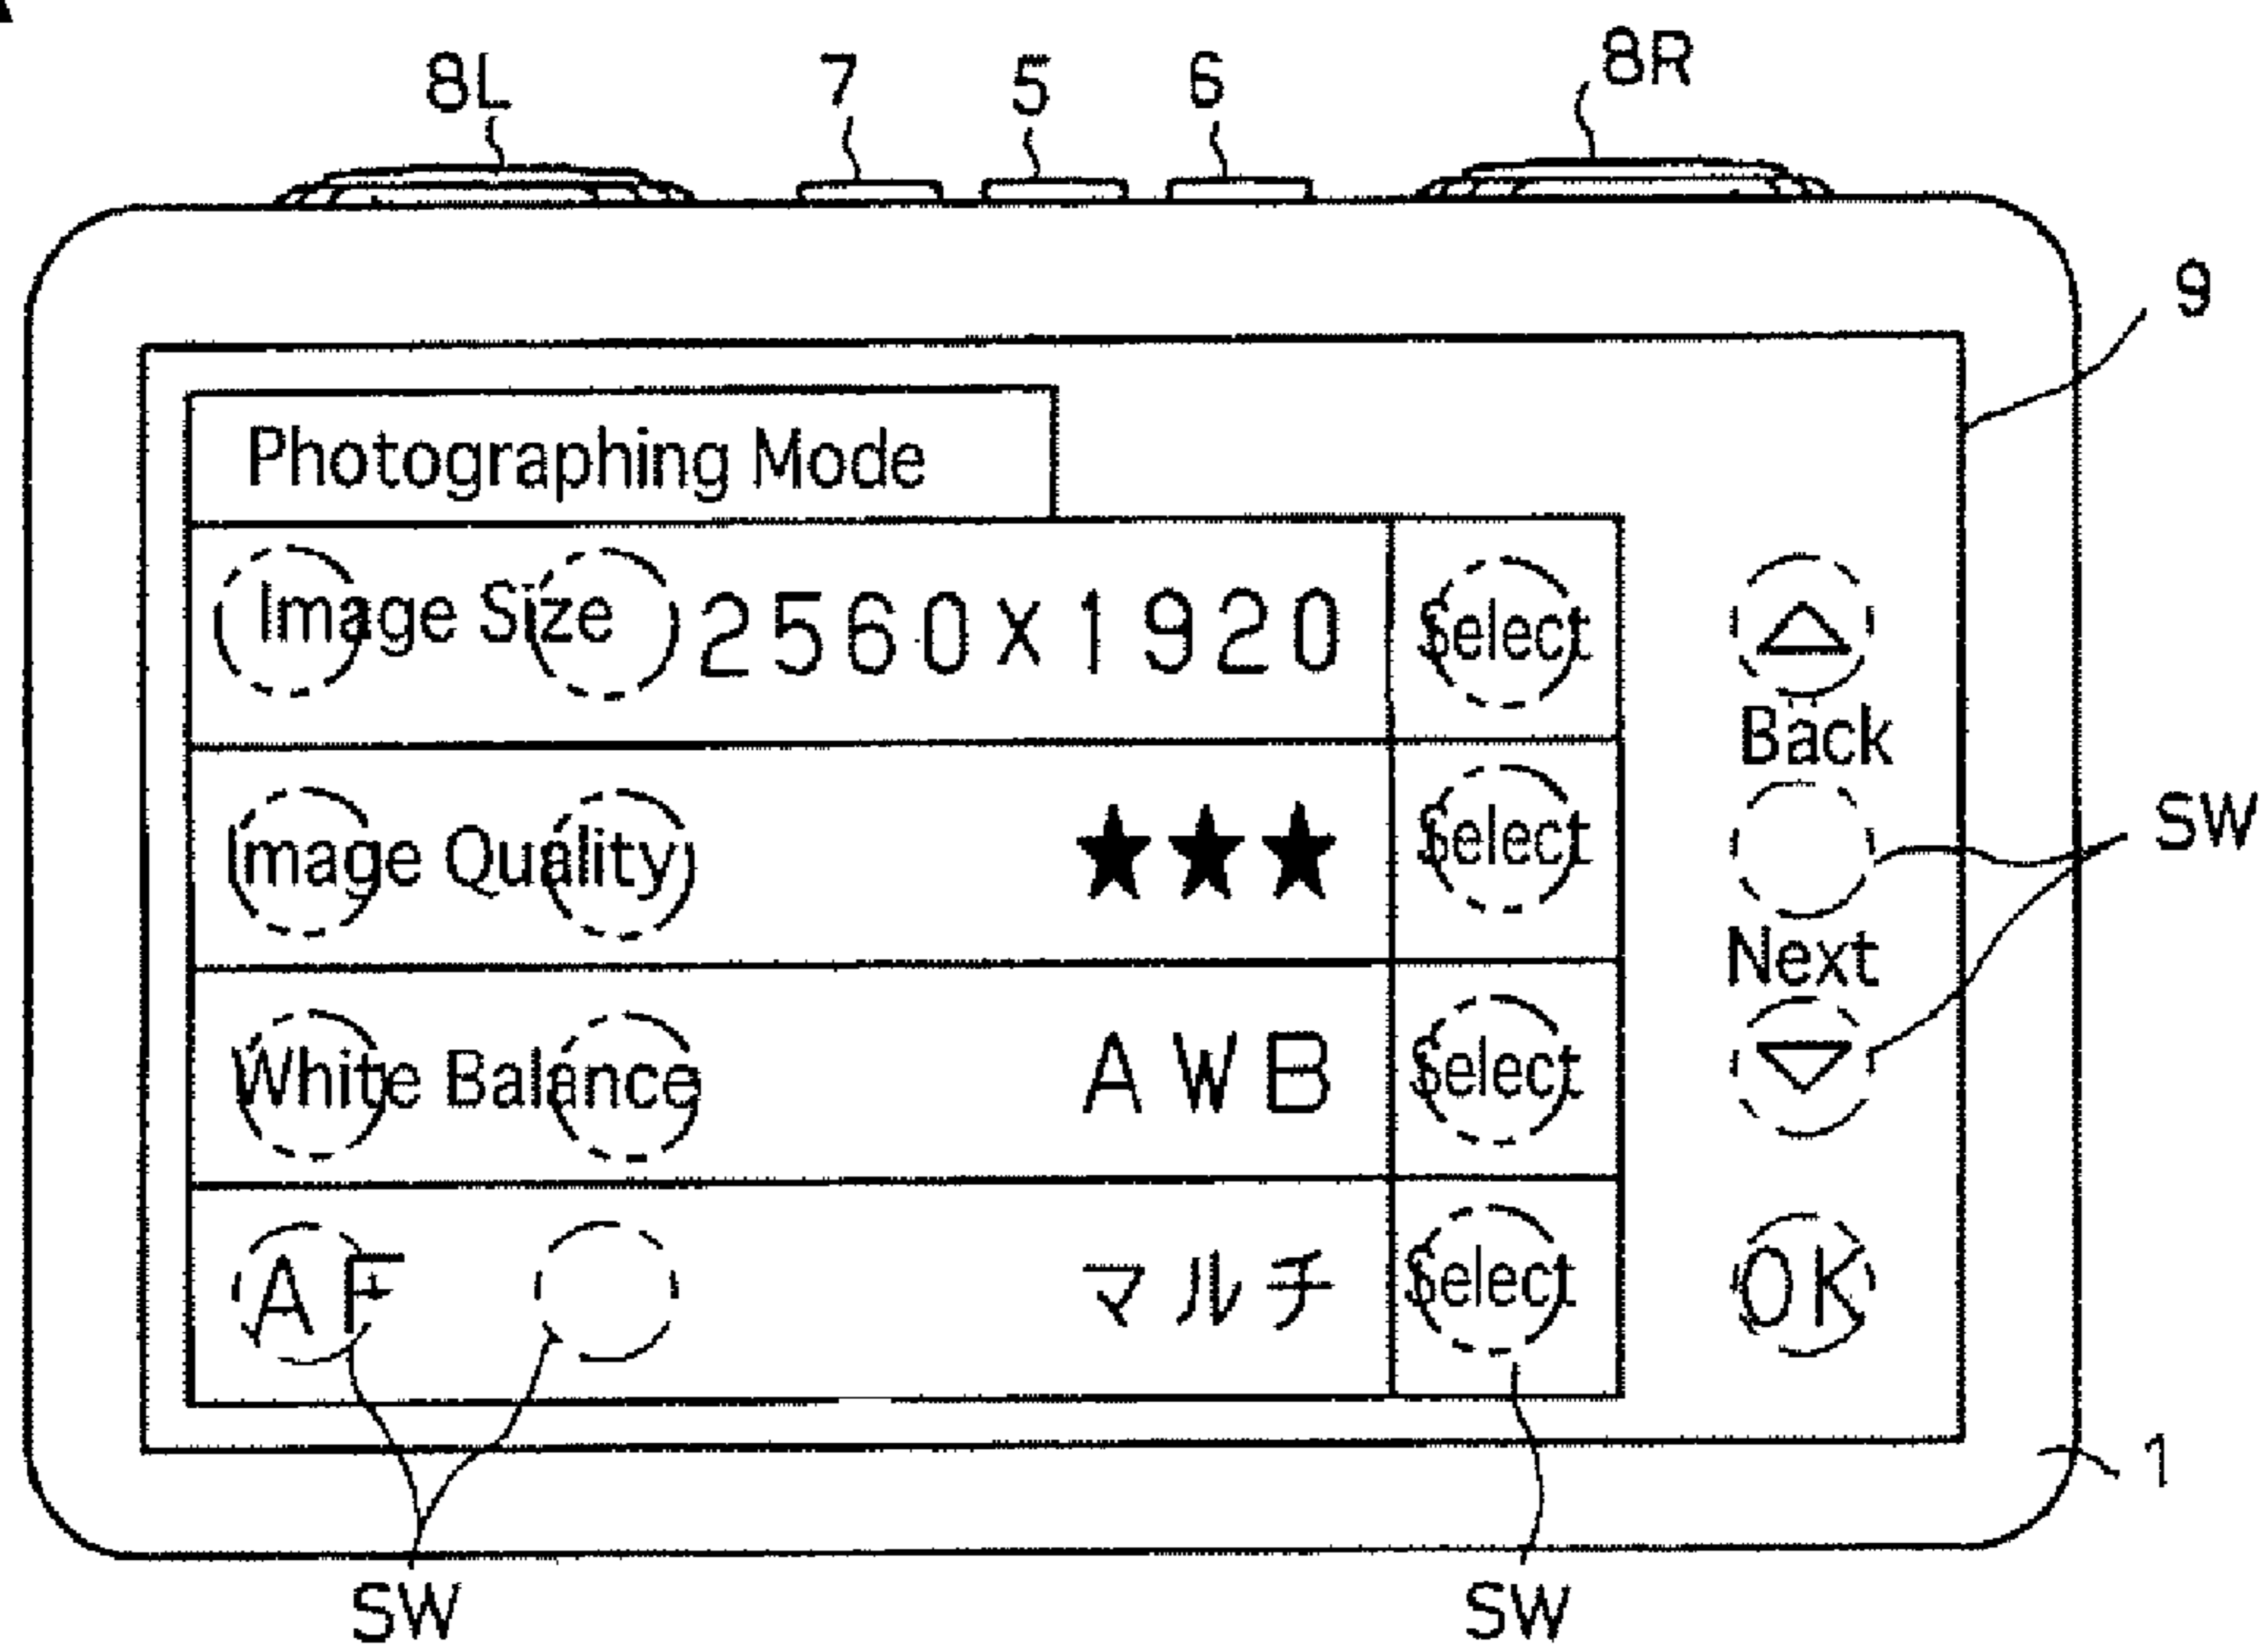 8L 7 5 6 8R
9
Photographing Mode
Image Size 2560X1920 Select
Back
Image Quality ★★★ Select
SW
Next
White Balance AWB Select
AF マルチ Select OK
1
SW SW